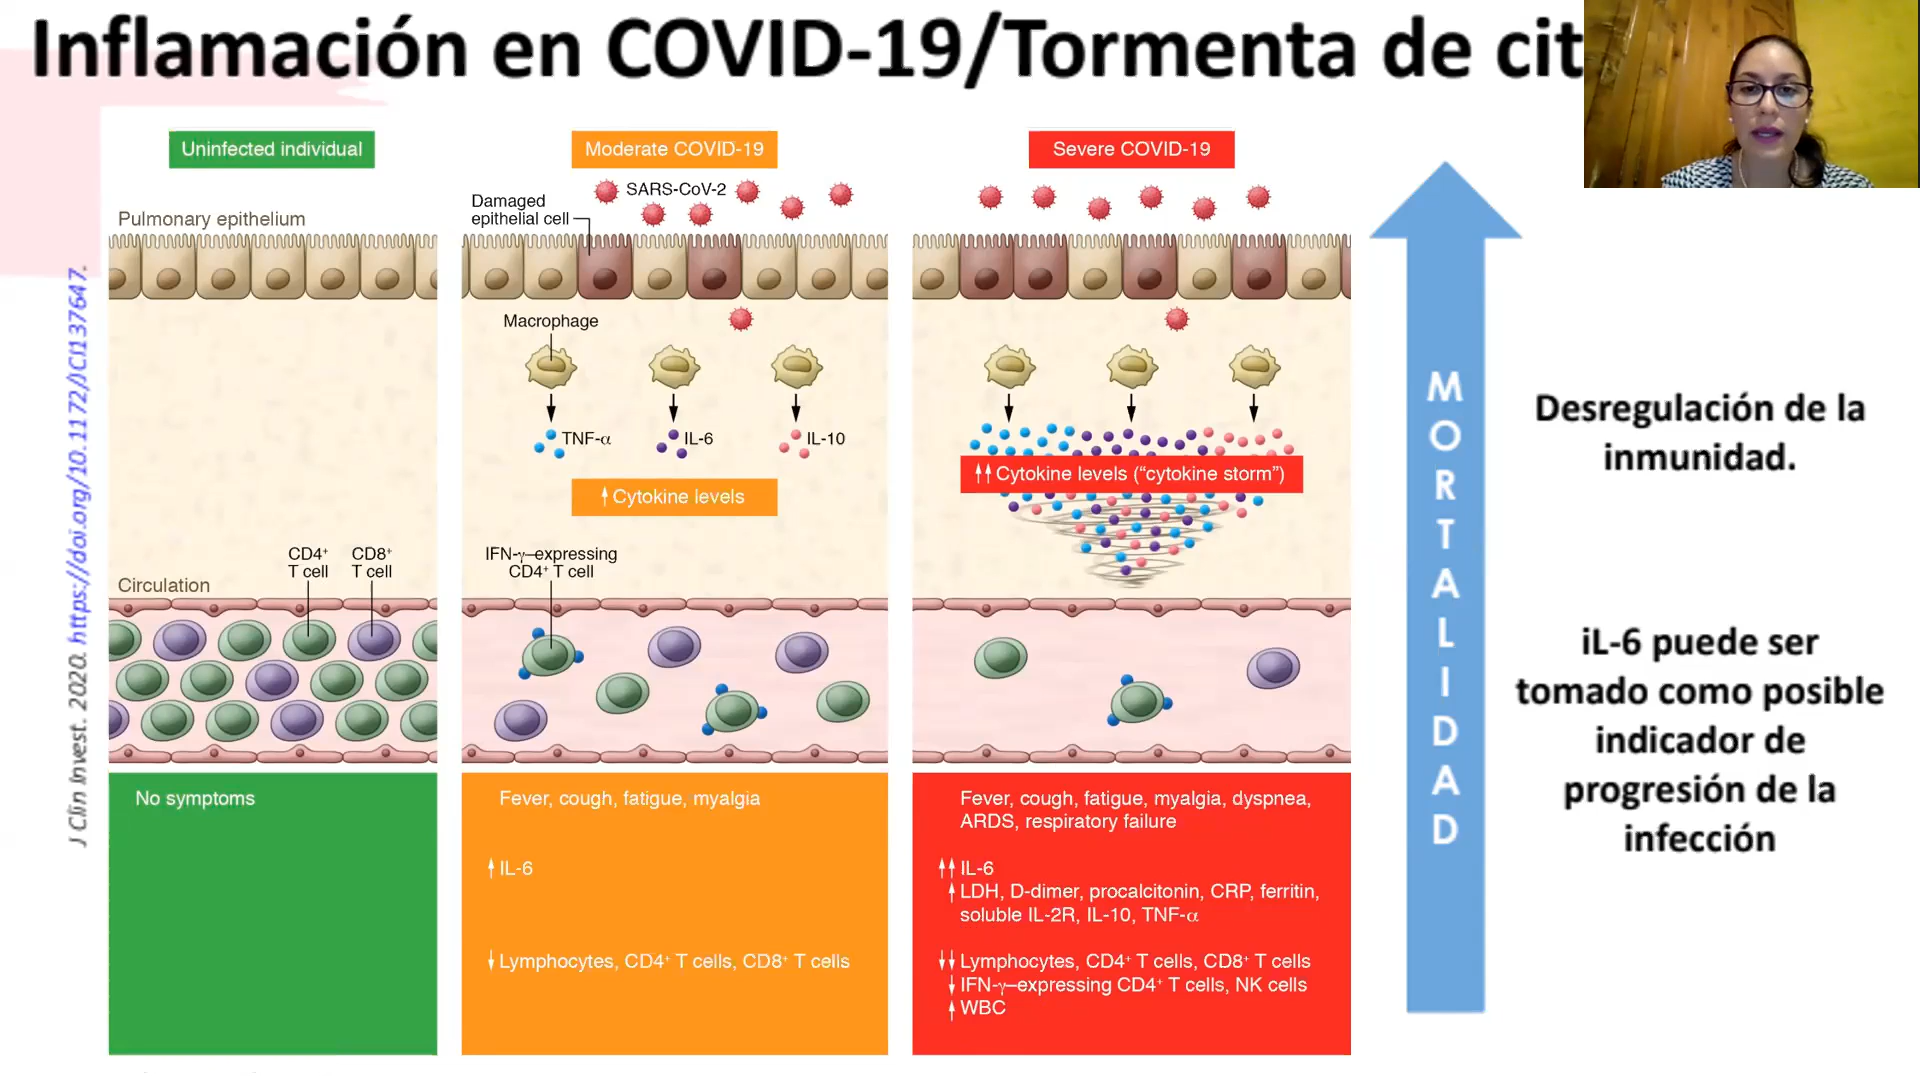 Inflamación en COVID-19/Tormenta de cit
J Clin Invest. 2020. https://doi.org/10.1172/JCI137647.
Uninfected individual
Pulmonary epithelium
CD4+
T cell
CD8+
T cell
Circulation
No symptoms
Moderate COVID-19
SARS-CoV-2
Damaged
epithelial cell
Macrophage
TNF-α
IL-6
IL-10
↑ Cytokine levels
IFN-γ–expressing
CD4+ T cell
Fever, cough, fatigue, myalgia
↑ IL-6
↓ Lymphocytes, CD4+ T cells, CD8+ T cells
Severe COVID-19
↑↑ Cytokine levels (“cytokine storm”)
Fever, cough, fatigue, myalgia, dyspnea,
ARDS, respiratory failure
↑↑ IL-6
↑ LDH, D-dimer, procalcitonin, CRP, ferritin,
soluble IL-2R, IL-10, TNF-α
↓↓ Lymphocytes, CD4+ T cells, CD8+ T cells
↓ IFN-γ–expressing CD4+ T cells, NK cells
↑ WBC
MORTALIDAD
Desregulación de la
inmunidad.
iL-6 puede ser
tomado como posible
indicador de
progresión de la
infección